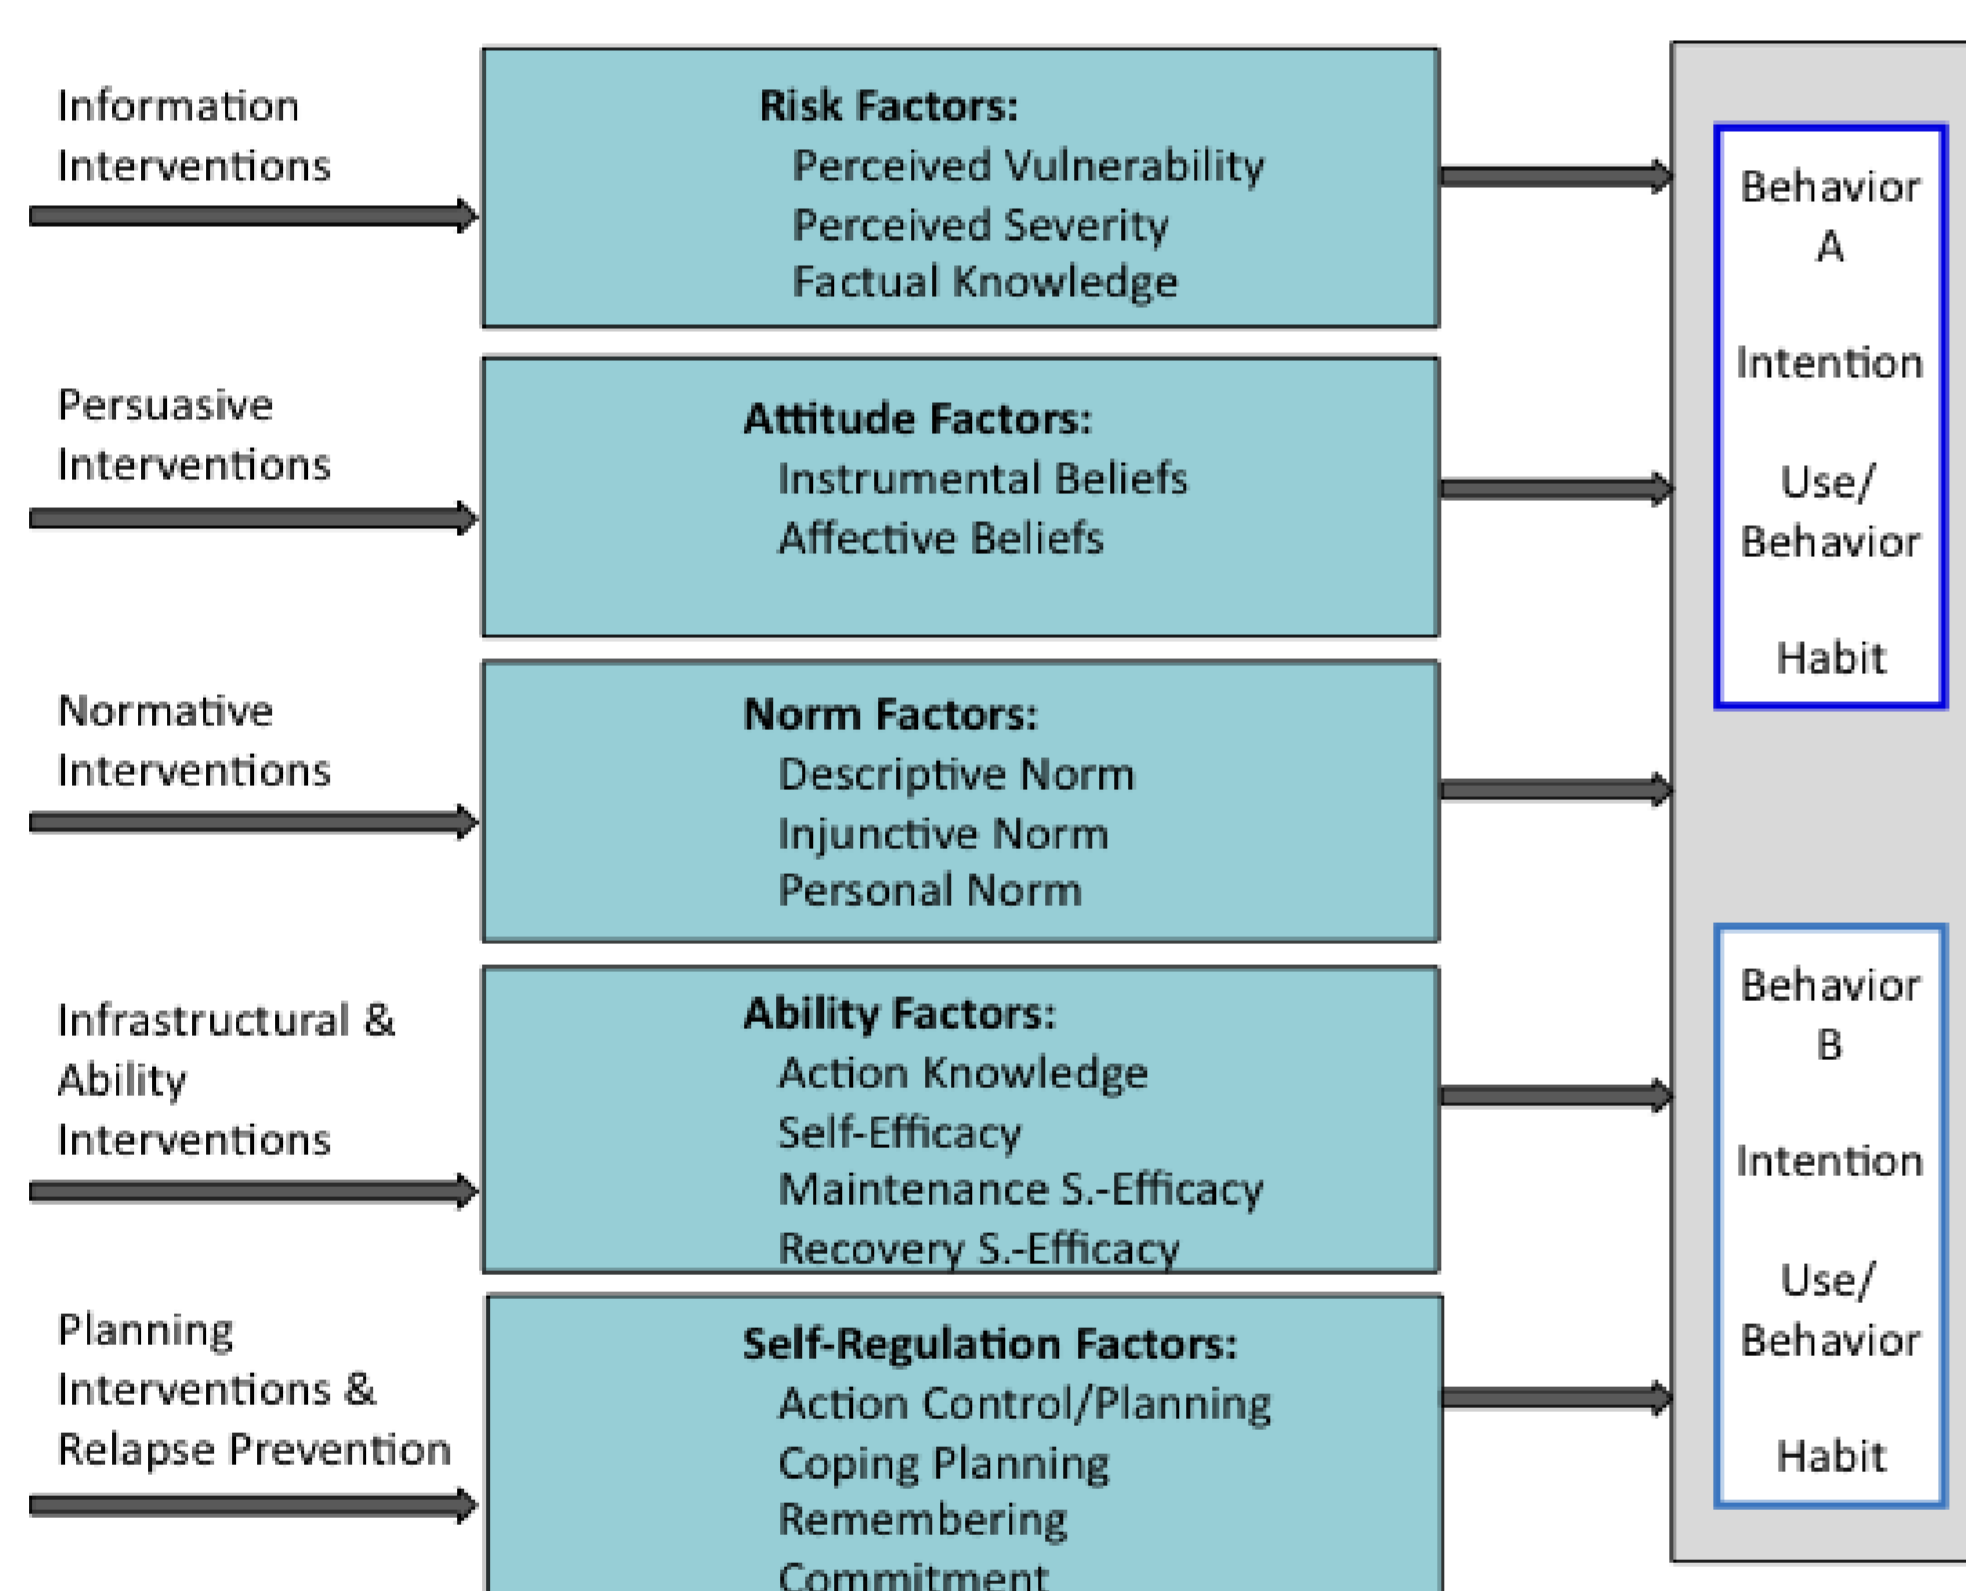 Information
Interventions
Risk Factors:
Perceived Vulnerability
Perceived Severity
Factual Knowledge
Persuasive
Interventions
Attitude Factors:
Instrumental Beliefs
Affective Beliefs
Normative
Interventions
Norm Factors:
Descriptive Norm
Injunctive Norm
Personal Norm
Infrastructural &
Ability
Interventions
Ability Factors:
Action Knowledge
Self-Efficacy
Maintenance S.-Efficacy
Recovery S.-Efficacy
Planning
Interventions &
Relapse Prevention
Self-Regulation Factors:
Action Control/Planning
Coping Planning
Remembering
Commitment
Behavior
A
Intention
Use/
Behavior
Habit
Behavior
B
Intention
Use/
Behavior
Habit